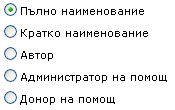 Пълно наименование
Кратко наименование
Автор
Администратор на помощ
Донор на помощ